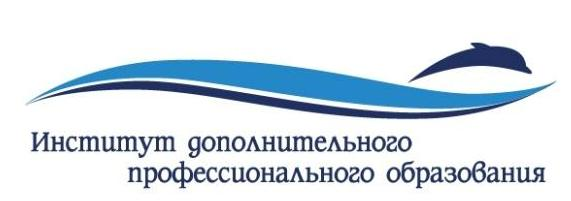 Институт дополнительного
профессионального образования